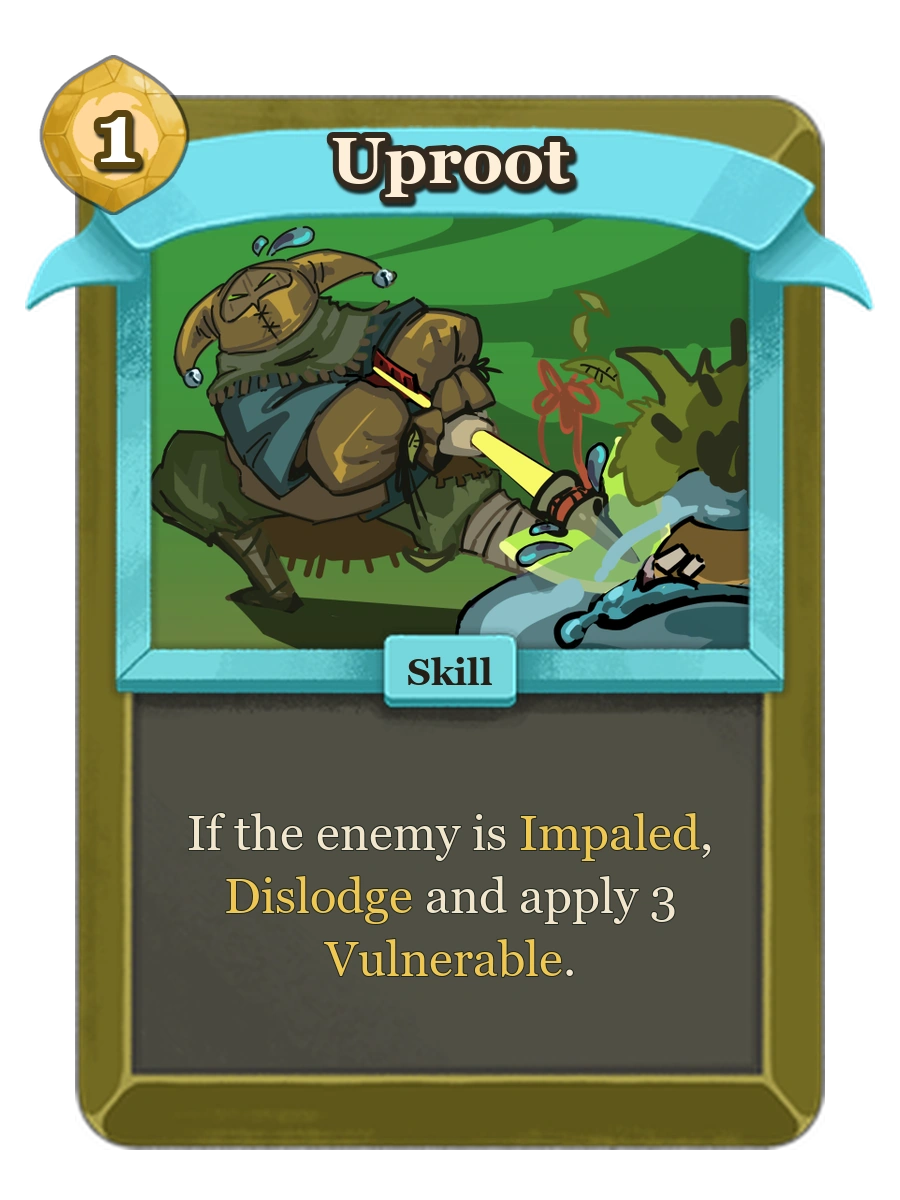 1
Uproot
Skill
If the enemy is Impaled,
Dislodge and apply 3
Vulnerable.